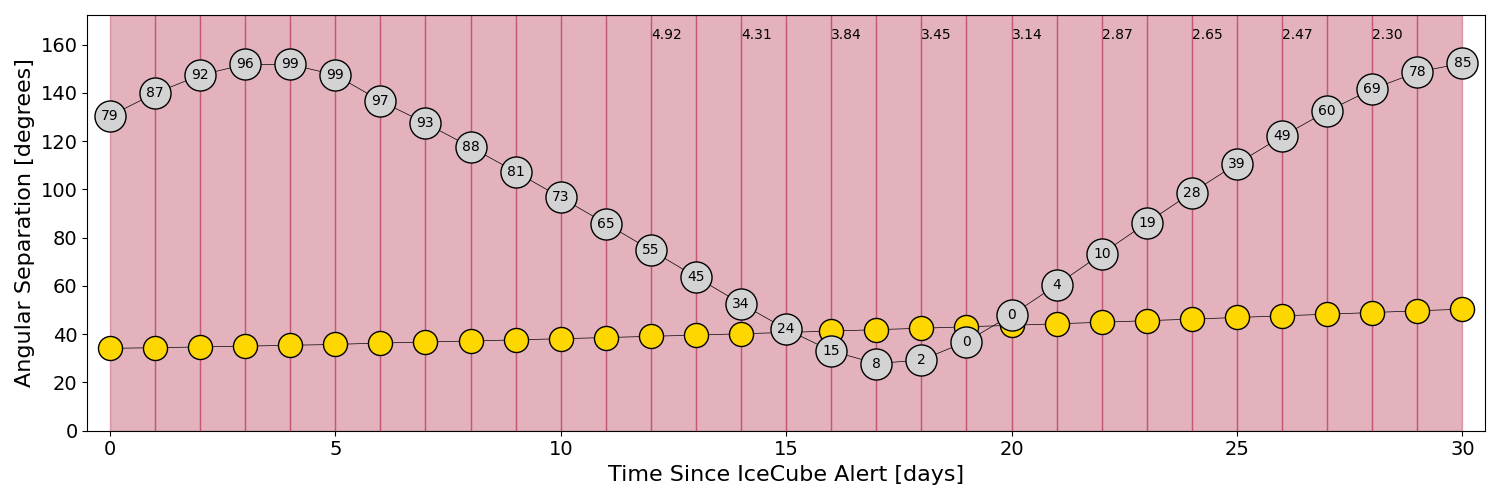 4.92 4.31 3.84 3.45 3.14 2.87 2.65 2.47 2.30
160
140
120
100
80
60
40
20
0
Angular Separation [degrees]
79 87 92 96 99 99 97 93 88 81 73 65 55 45 34 24 15 8 2 0 0 4 10 19 28 39 49 60 69 78 85
0 5 10 15 20 25 30
Time Since IceCube Alert [days]